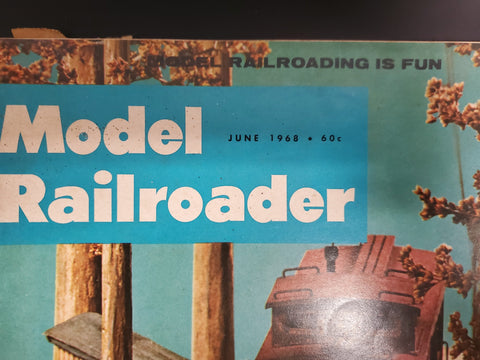 MODEL RAILROADING IS FUN
Model
JUNE 1968 • 60c
Railroader